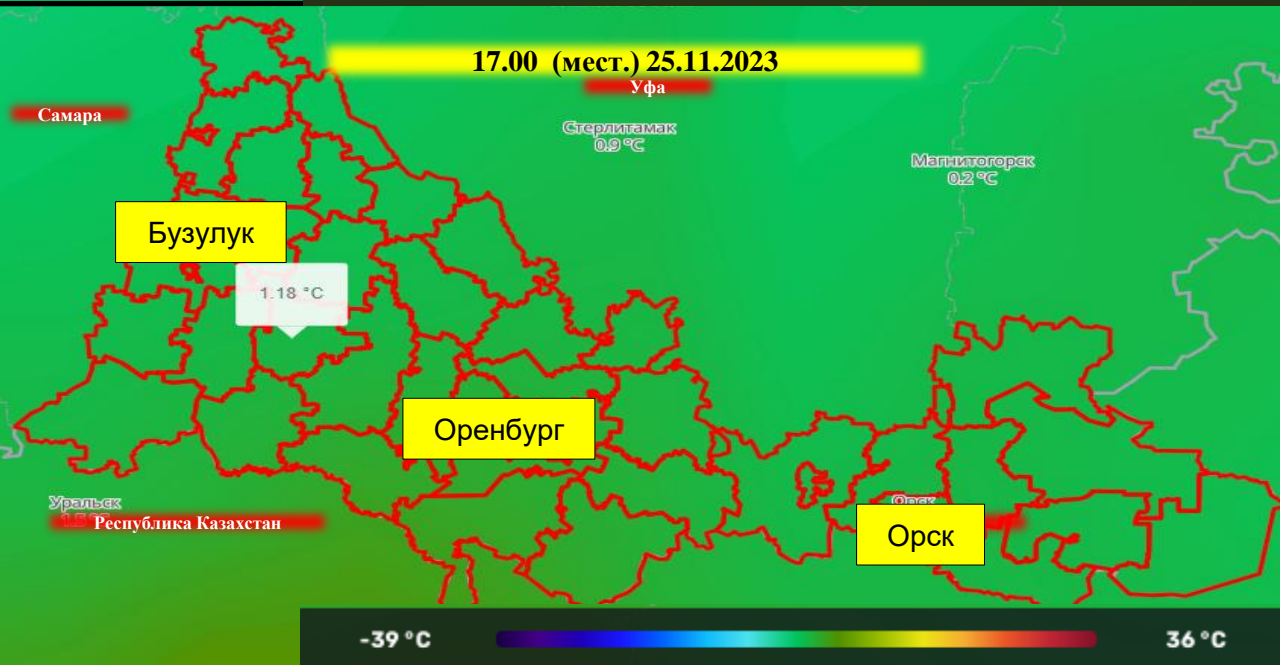 17.00 (мест.) 25.11.2023
Уфа
Самара
Стерлитамак
0.9 °C
Магнитогорск
0.2 °C
Бузулук
1.18 °C
Оренбург
Уральск
Республика Казахстан
Орск
Орск
-39 °C
36 °C